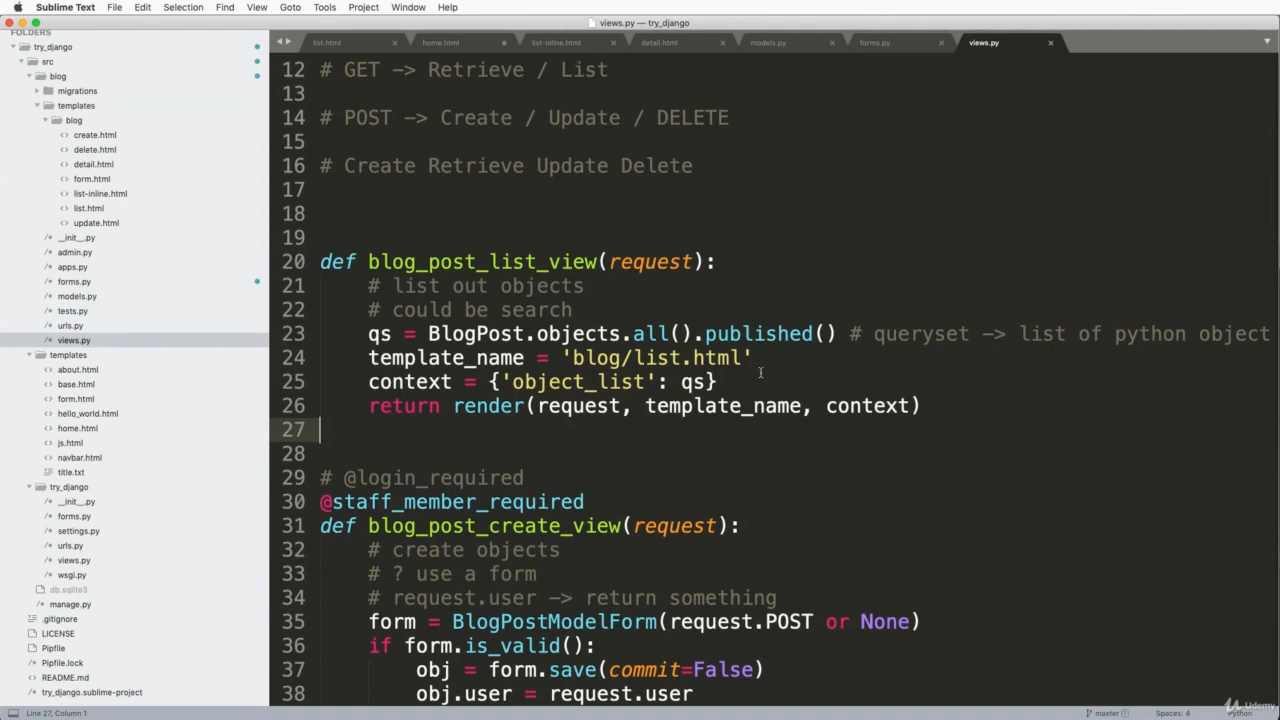 Sublime Text File Edit Selection Find View Goto Tools Project Window Help
views.py — try_django
FOLDERS
list.html home.html list-inline.html detail.html models.py forms.py views.py
try_django
src
blog
migrations
templates
blog
create.html
delete.html
detail.html
form.html
list-inline.html
list.html
update.html
__init__.py
admin.py
apps.py
forms.py
models.py
tests.py
urls.py
views.py
templates
about.html
base.html
form.html
hello_world.html
home.html
js.html
navbar.html
title.txt
try_django
__init__.py
forms.py
settings.py
urls.py
views.py
wsgi.py
db.sqlite3
manage.py
.gitignore
LICENSE
Pipfile
Pipfile.lock
README.md
try_django.sublime-project
12 # GET -> Retrieve / List
13
14 # POST -> Create / Update / DELETE
15
16 # Create Retrieve Update Delete
17
18
19
20 def blog_post_list_view(request):
21 # list out objects
22 # could be search
23 qs = BlogPost.objects.all().published() # queryset -> list of python object
24 template_name = 'blog/list.html'
25 context = {'object_list': qs}
26 return render(request, template_name, context)
27
28
29 # @login_required
30 @staff_member_required
31 def blog_post_create_view(request):
32 # create objects
33 # ? use a form
34 # request.user -> return something
35 form = BlogPostModelForm(request.POST or None)
36 if form.is_valid():
37 obj = form.save(commit=False)
38 obj.user = request.user
Line 27, Column 1 master 1 Spaces: 4 Python
Udemy